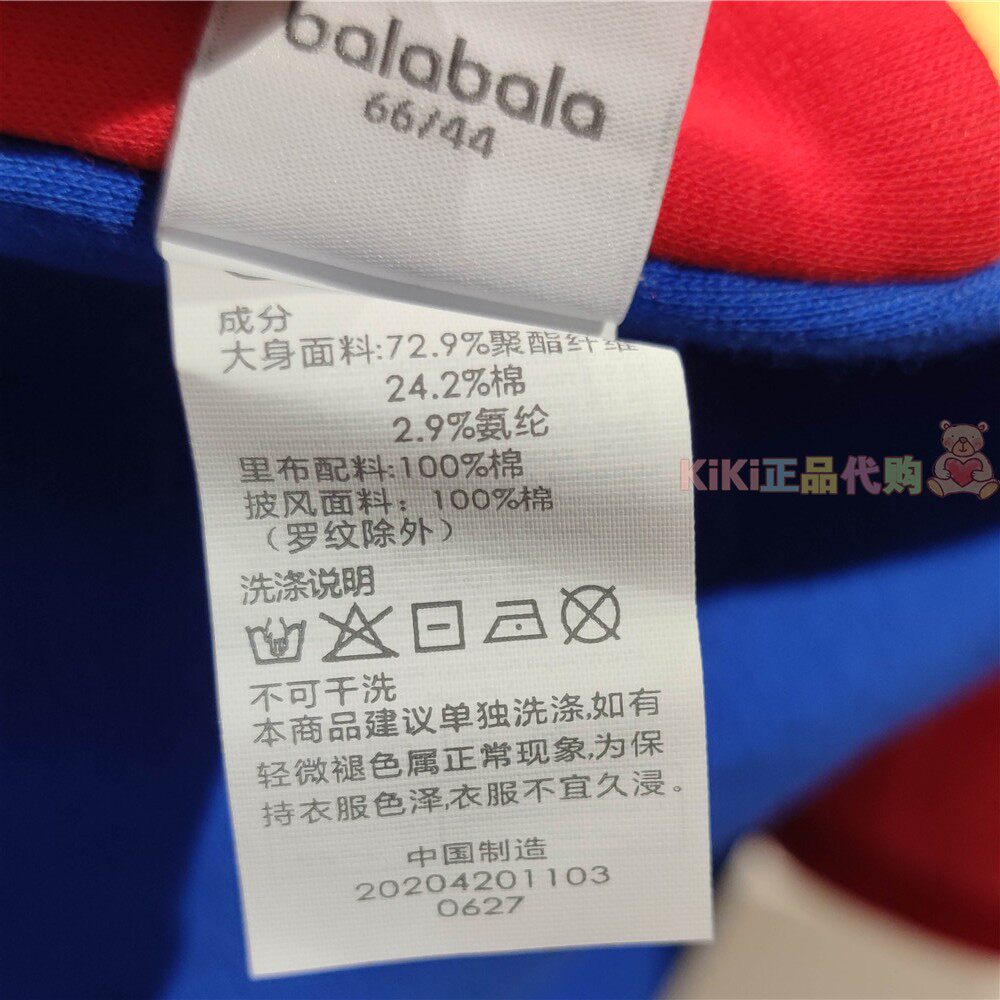 balabala
66/44
成分
大身面料:72.9%聚酯纤维
24.2%棉
2.9%氨纶
里布配料:100%棉
披风面料：100%棉
（罗纹除外）
KiKi正品代购
洗涤说明
不可干洗
本商品建议单独洗涤,如有
轻微褪色属正常现象,为保
持衣服色泽,衣服不宜久浸。
中国制造
20204201103
0627